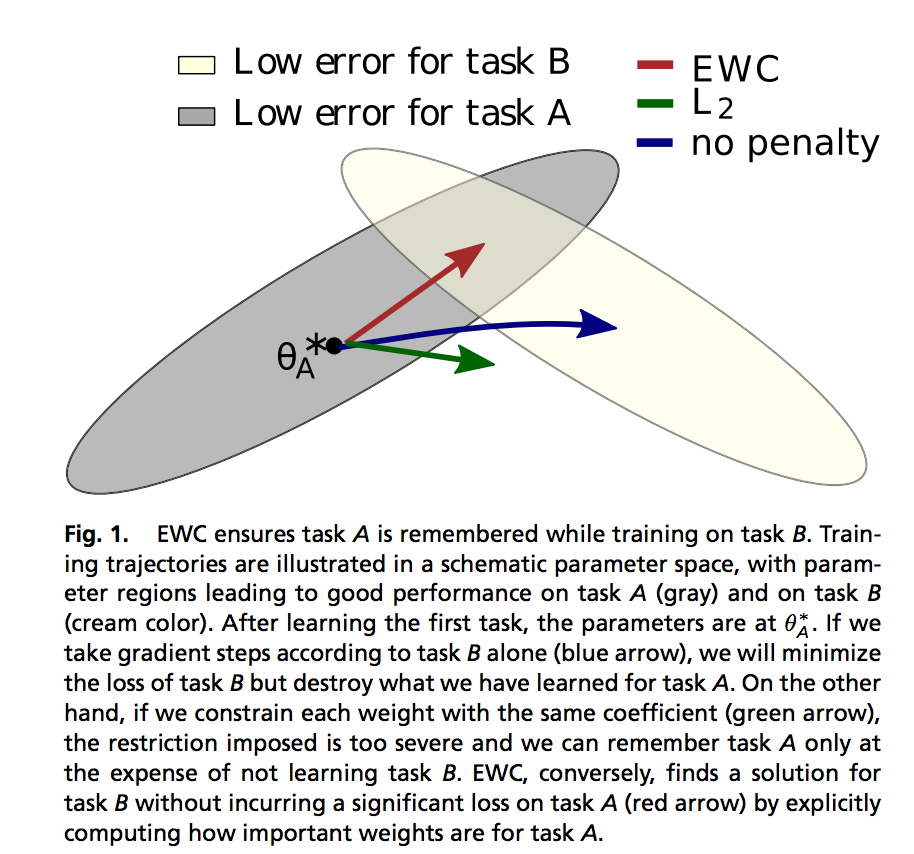 Low error for task B
Low error for task A
EWC
L2
no penalty
θA*
Fig. 1. EWC ensures task A is remembered while training on task B. Train-
ing trajectories are illustrated in a schematic parameter space, with param-
eter regions leading to good performance on task A (gray) and on task B
(cream color). After learning the first task, the parameters are at θ*A. If we
take gradient steps according to task B alone (blue arrow), we will minimize
the loss of task B but destroy what we have learned for task A. On the other
hand, if we constrain each weight with the same coefficient (green arrow),
the restriction imposed is too severe and we can remember task A only at
the expense of not learning task B. EWC, conversely, finds a solution for
task B without incurring a significant loss on task A (red arrow) by explicitly
computing how important weights are for task A.